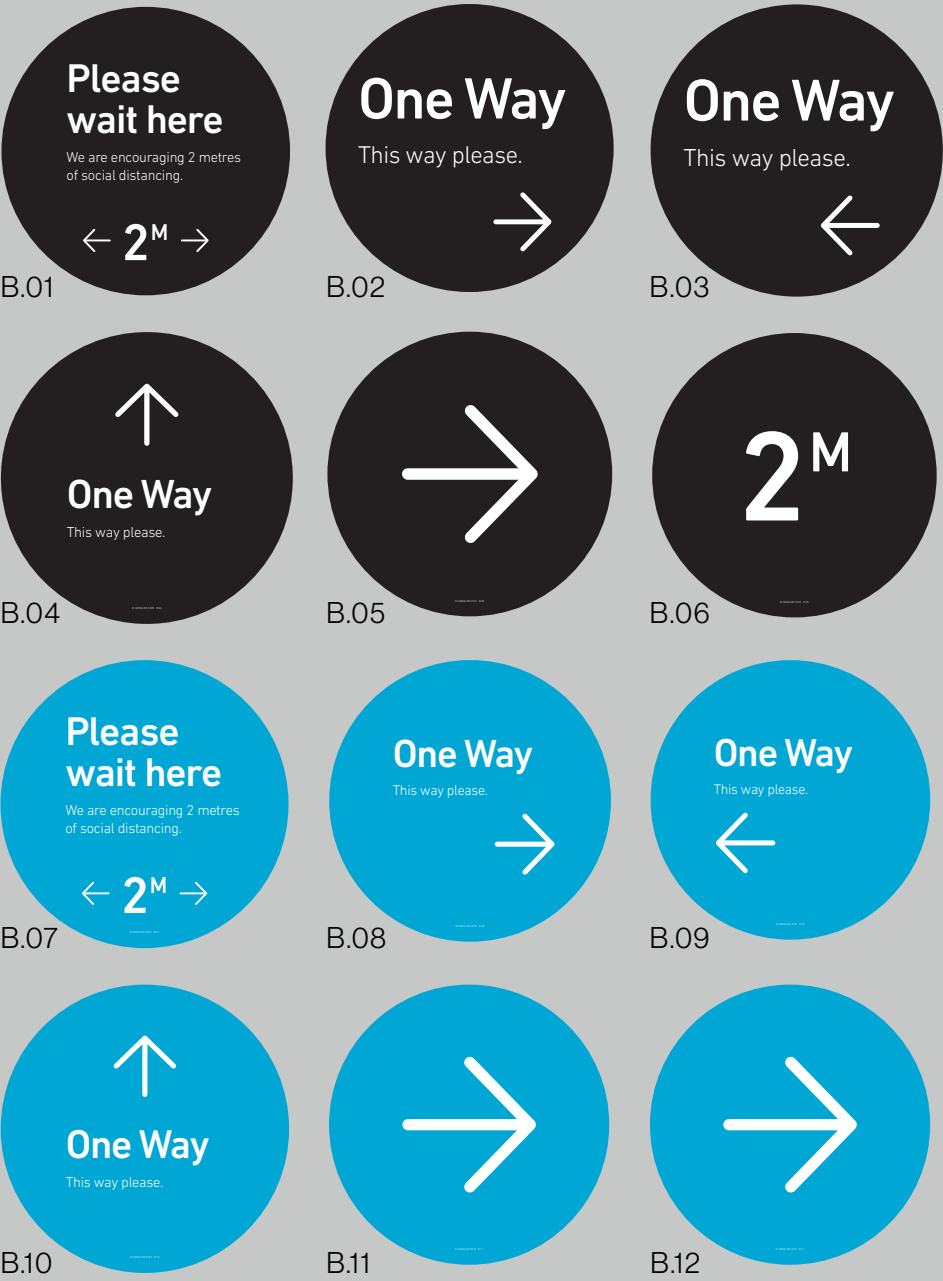 Please
wait here
We are encouraging 2 metres
of social distancing.
2M
B.01
One Way
This way please.
B.02
One Way
This way please.
B.03
One Way
This way please.
B.04
B.05
2M
B.06
Please
wait here
We are encouraging 2 metres
of social distancing.
2M
B.07
One Way
This way please.
B.08
One Way
This way please.
B.09
One Way
This way please.
B.10
B.11
B.12